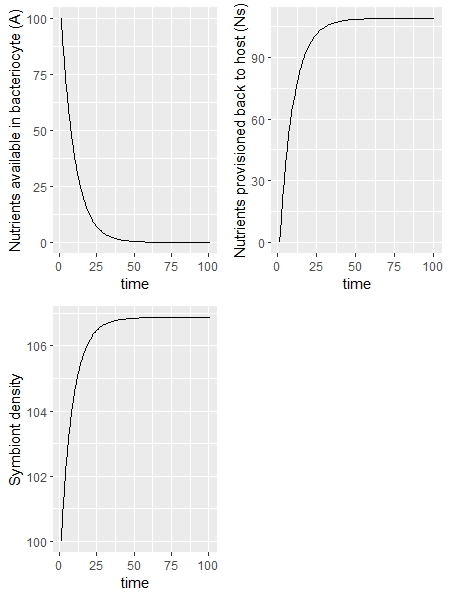 Nutrients available in bacteriocyte (A)
100
75
50
25
0
0 25 50 75 100
time
Nutrients provisioned back to host (Ns)
90
60
30
0
0 25 50 75 100
time
Symbiont density
106
104
102
100
0 25 50 75 100
time